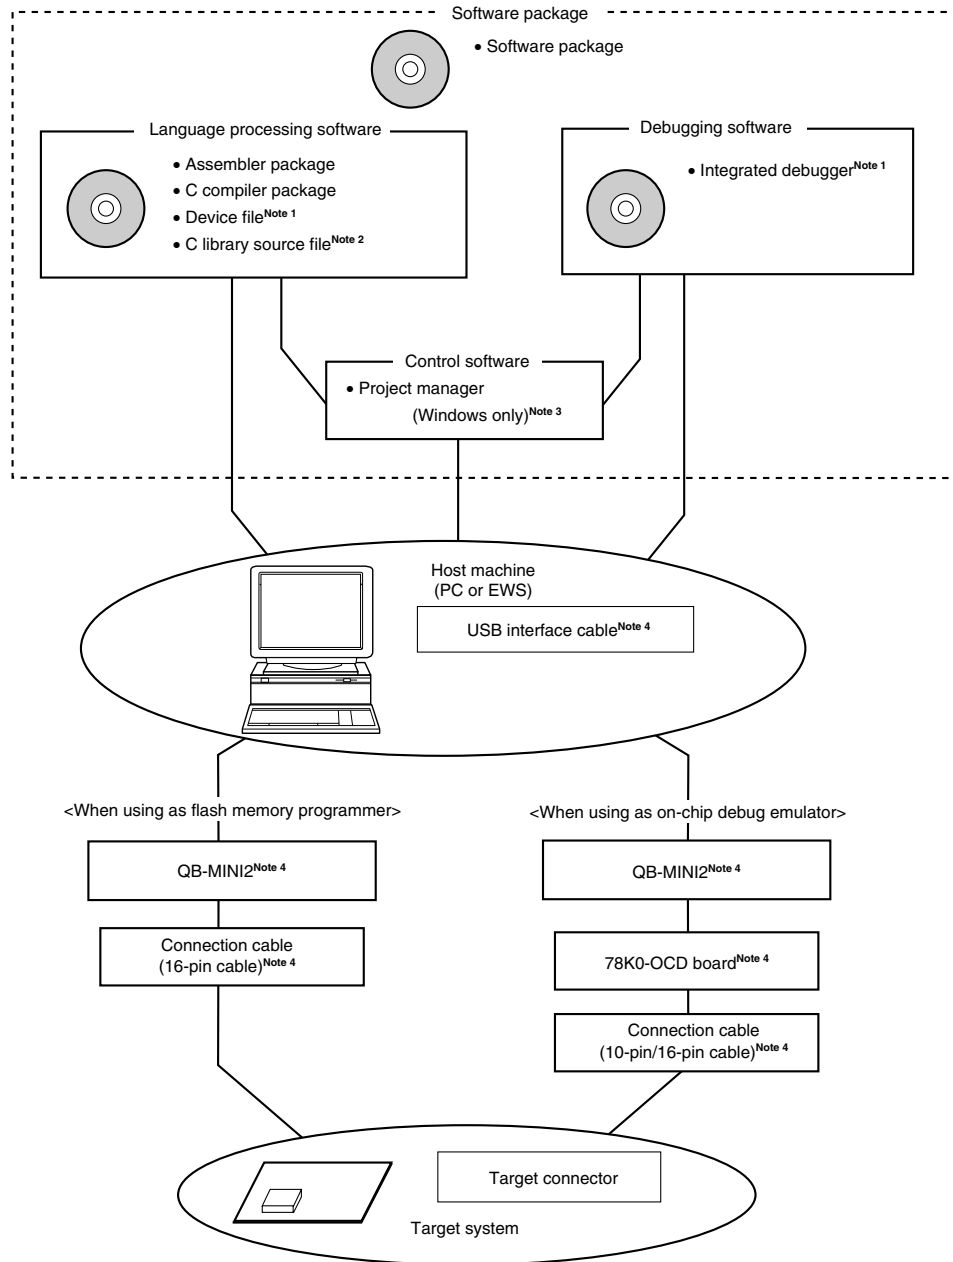 Software package
• Software package
Language processing software
• Assembler package
• C compiler package
• Device fileNote 1
• C library source fileNote 2
Debugging software
• Integrated debuggerNote 1
Control software
• Project manager
(Windows only)Note 3
Host machine
(PC or EWS)
USB interface cableNote 4
<When using as flash memory programmer>
QB-MINI2Note 4
Connection cable
(16-pin cable)Note 4
<When using as on-chip debug emulator>
QB-MINI2Note 4
78K0-OCD boardNote 4
Connection cable
(10-pin/16-pin cable)Note 4
Target connector
Target system